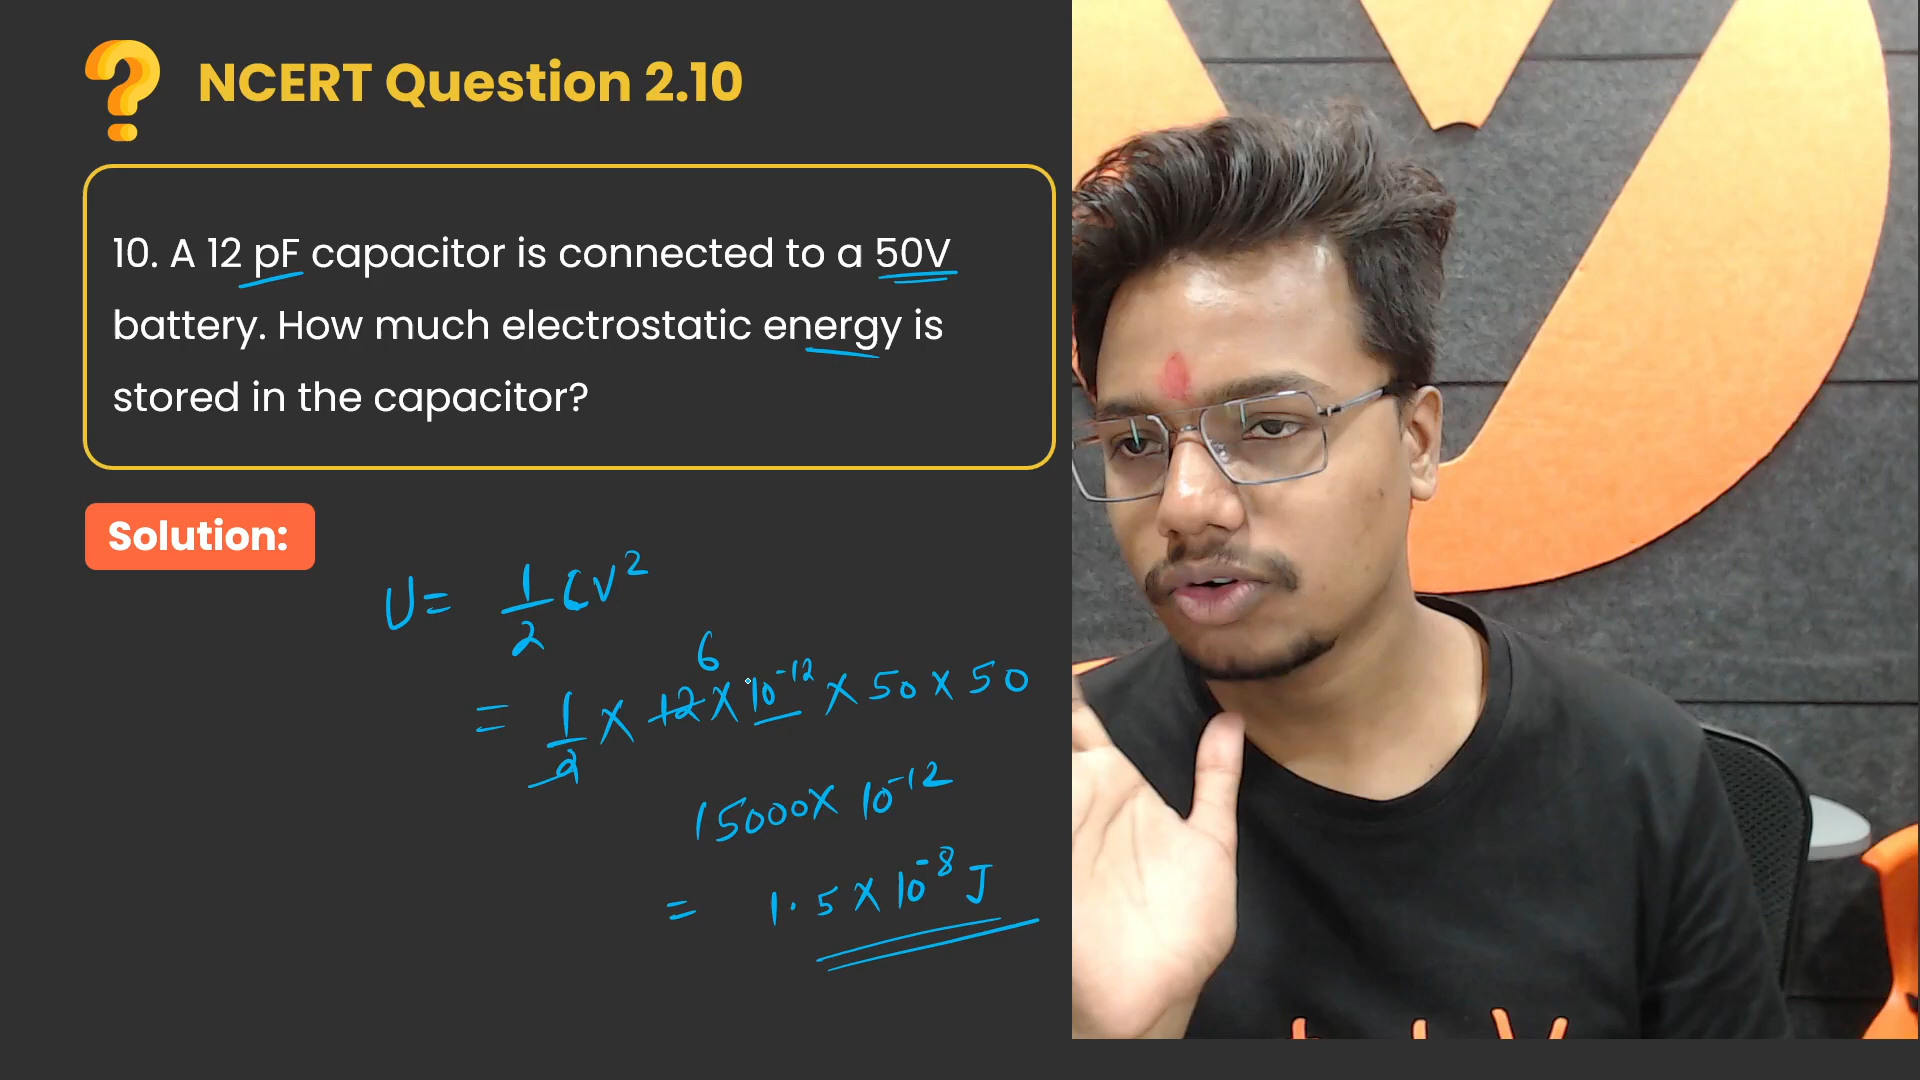 NCERT Question 2.10
10. A 12 pF capacitor is connected to a 50V
battery. How much electrostatic energy is
stored in the capacitor?
Solution:
U = 1/2 CV²
6
= 1/2 × 12 × 10⁻¹² × 50 × 50
15000 × 10⁻¹²
= 1.5 × 10⁻⁸ J